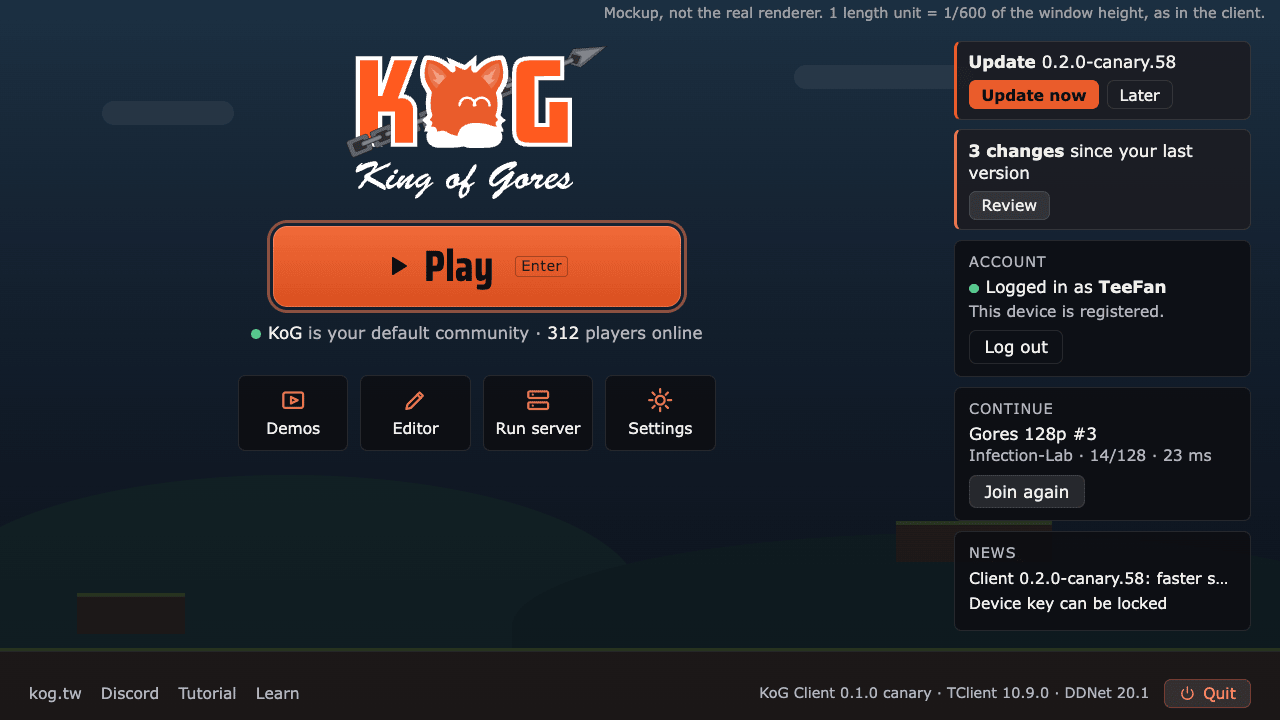 Mockup, not the real renderer. 1 length unit = 1/600 of the window height, as in the client.
KOG
King of Gores
Play Enter
KoG is your default community · 312 players online
Demos
Editor
Run server
Settings
Update 0.2.0-canary.58
Update now
Later
3 changes since your last
version
Review
ACCOUNT
Logged in as TeeFan
This device is registered.
Log out
CONTINUE
Gores 128p #3
Infection-Lab · 14/128 · 23 ms
Join again
NEWS
Client 0.2.0-canary.58: faster s...
Device key can be locked
kog.tw
Discord
Tutorial
Learn
KoG Client 0.1.0 canary · TClient 10.9.0 · DDNet 20.1
Quit